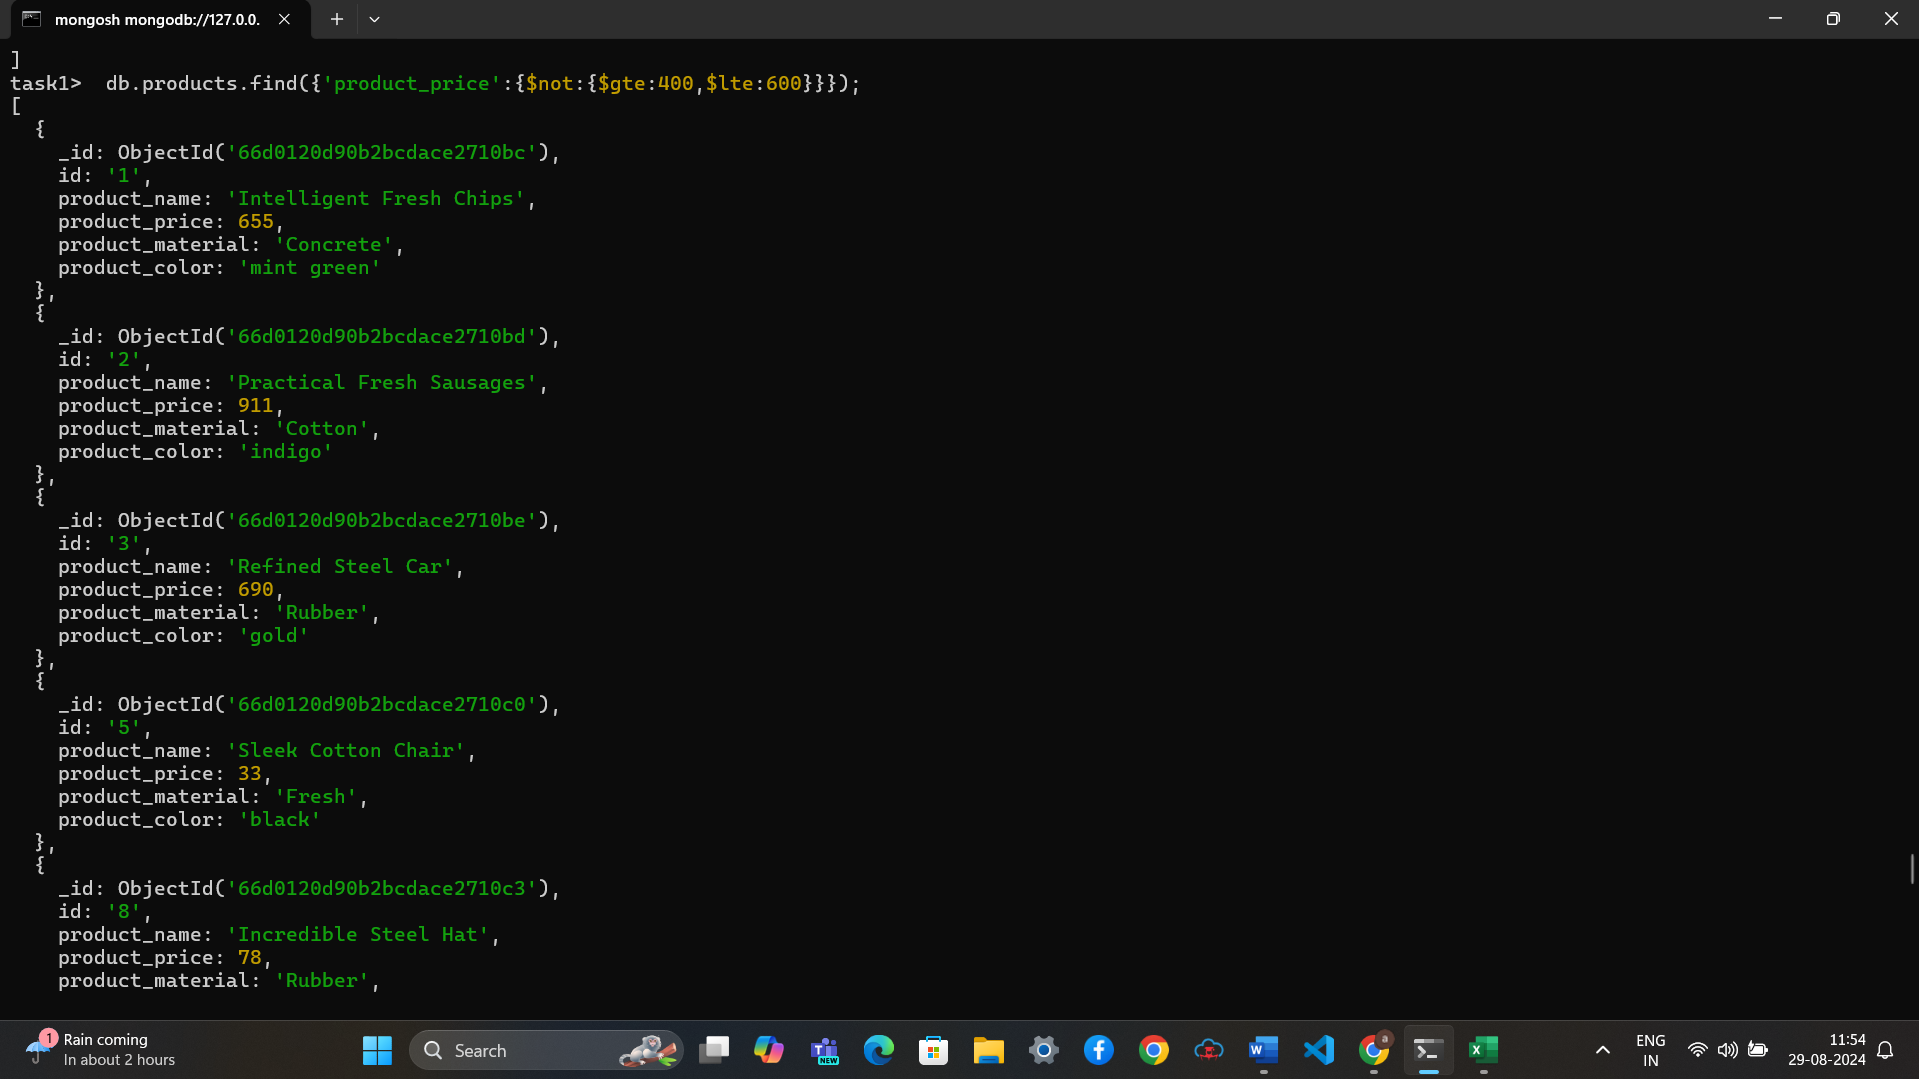 mongosh mongodb://127.0.0.
]
task1>  db.products.find({'product_price':{$not:{$gte:400,$lte:600}}});
[
  {
    _id: ObjectId('66d0120d90b2bcdace2710bc'),
    id: '1',
    product_name: 'Intelligent Fresh Chips',
    product_price: 655,
    product_material: 'Concrete',
    product_color: 'mint green'
  },
  {
    _id: ObjectId('66d0120d90b2bcdace2710bd'),
    id: '2',
    product_name: 'Practical Fresh Sausages',
    product_price: 911,
    product_material: 'Cotton',
    product_color: 'indigo'
  },
  {
    _id: ObjectId('66d0120d90b2bcdace2710be'),
    id: '3',
    product_name: 'Refined Steel Car',
    product_price: 690,
    product_material: 'Rubber',
    product_color: 'gold'
  },
  {
    _id: ObjectId('66d0120d90b2bcdace2710c0'),
    id: '5',
    product_name: 'Sleek Cotton Chair',
    product_price: 33,
    product_material: 'Fresh',
    product_color: 'black'
  },
  {
    _id: ObjectId('66d0120d90b2bcdace2710c3'),
    id: '8',
    product_name: 'Incredible Steel Hat',
    product_price: 78,
    product_material: 'Rubber',
1
Rain coming
In about 2 hours
Search
T
NEW
W
a
X
ENG
IN
11:54
29-08-2024